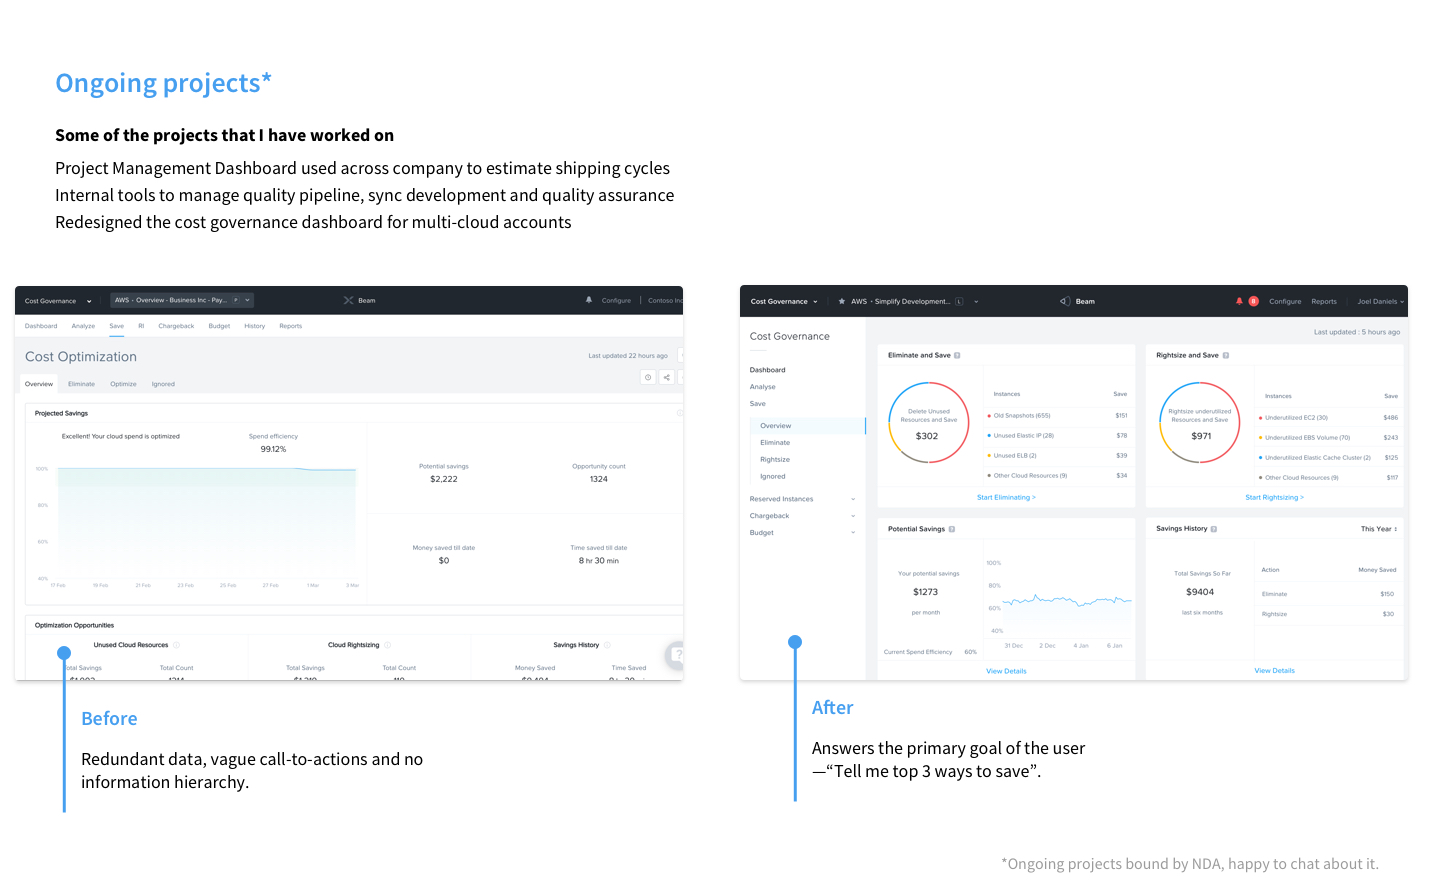 Ongoing projects*
Some of the projects that I have worked on
Project Management Dashboard used across company to estimate shipping cycles
Internal tools to manage quality pipeline, sync development and quality assurance
Redesigned the cost governance dashboard for multi-cloud accounts
Cost Governance AWS - Overview - Business Inc - Pay... Beam Configure Contoso Inc
Dashboard Analyze Save RI Chargeback Budget History Reports
Cost Optimization Last updated 22 hours ago
Overview Eliminate Optimize Ignored
Projected Savings
Excellent! Your cloud spend is optimized
Spend efficiency
99.12%
100%
80%
60%
40%
17 Feb 19 Feb 21 Feb 23 Feb 25 Feb 27 Feb 1 Mar 3 Mar
Potential savings
$2,222
Opportunity count
1324
Money saved till date
$0
Time saved till date
8 hr 30 min
Optimization Opportunities
Unused Cloud Resources Cloud Rightsizing Savings History
Total Savings Total Count Total Savings Total Count Money Saved Time Saved
?
Before
Redundant data, vague call-to-actions and no
information hierarchy.
Cost Governance AWS - Simplify Development... L Beam 8 Configure Reports Joel Daniels
Cost Governance
Dashboard
Analyse
Save
Overview
Eliminate
Rightsize
Ignored
Reserved Instances
Chargeback
Budget
Last updated : 5 hours ago
Eliminate and Save ?
Delete Unused
Resources and Save
$302
Instances Save
Old Snapshots (655) $151
Unused Elastic IP (28) $78
Unused ELB (2) $39
Other Cloud Resources (9) $34
Start Eliminating >
Rightsize and Save ?
Rightsize underutilized
Resources and Save
$971
Instances Save
Underutilized EC2 (30) $486
Underutilized EBS Volume (70) $243
Underutilized Elastic Cache Cluster (2) $125
Other Cloud Resources (9) $117
Start Rightsizing >
Potential Savings ?
Your potential savings
$1273
per month
Current Spend Efficiency 60%
100%
80%
60%
40%
31 Dec 2 Dec 4 Jan 6 Jan
View Details
Savings History ? This Year
Total Savings So Far
$9404
last six months
Action Money Saved
Eliminate $150
Rightsize $30
View Details
After
Answers the primary goal of the user
—“Tell me top 3 ways to save”.
*Ongoing projects bound by NDA, happy to chat about it.